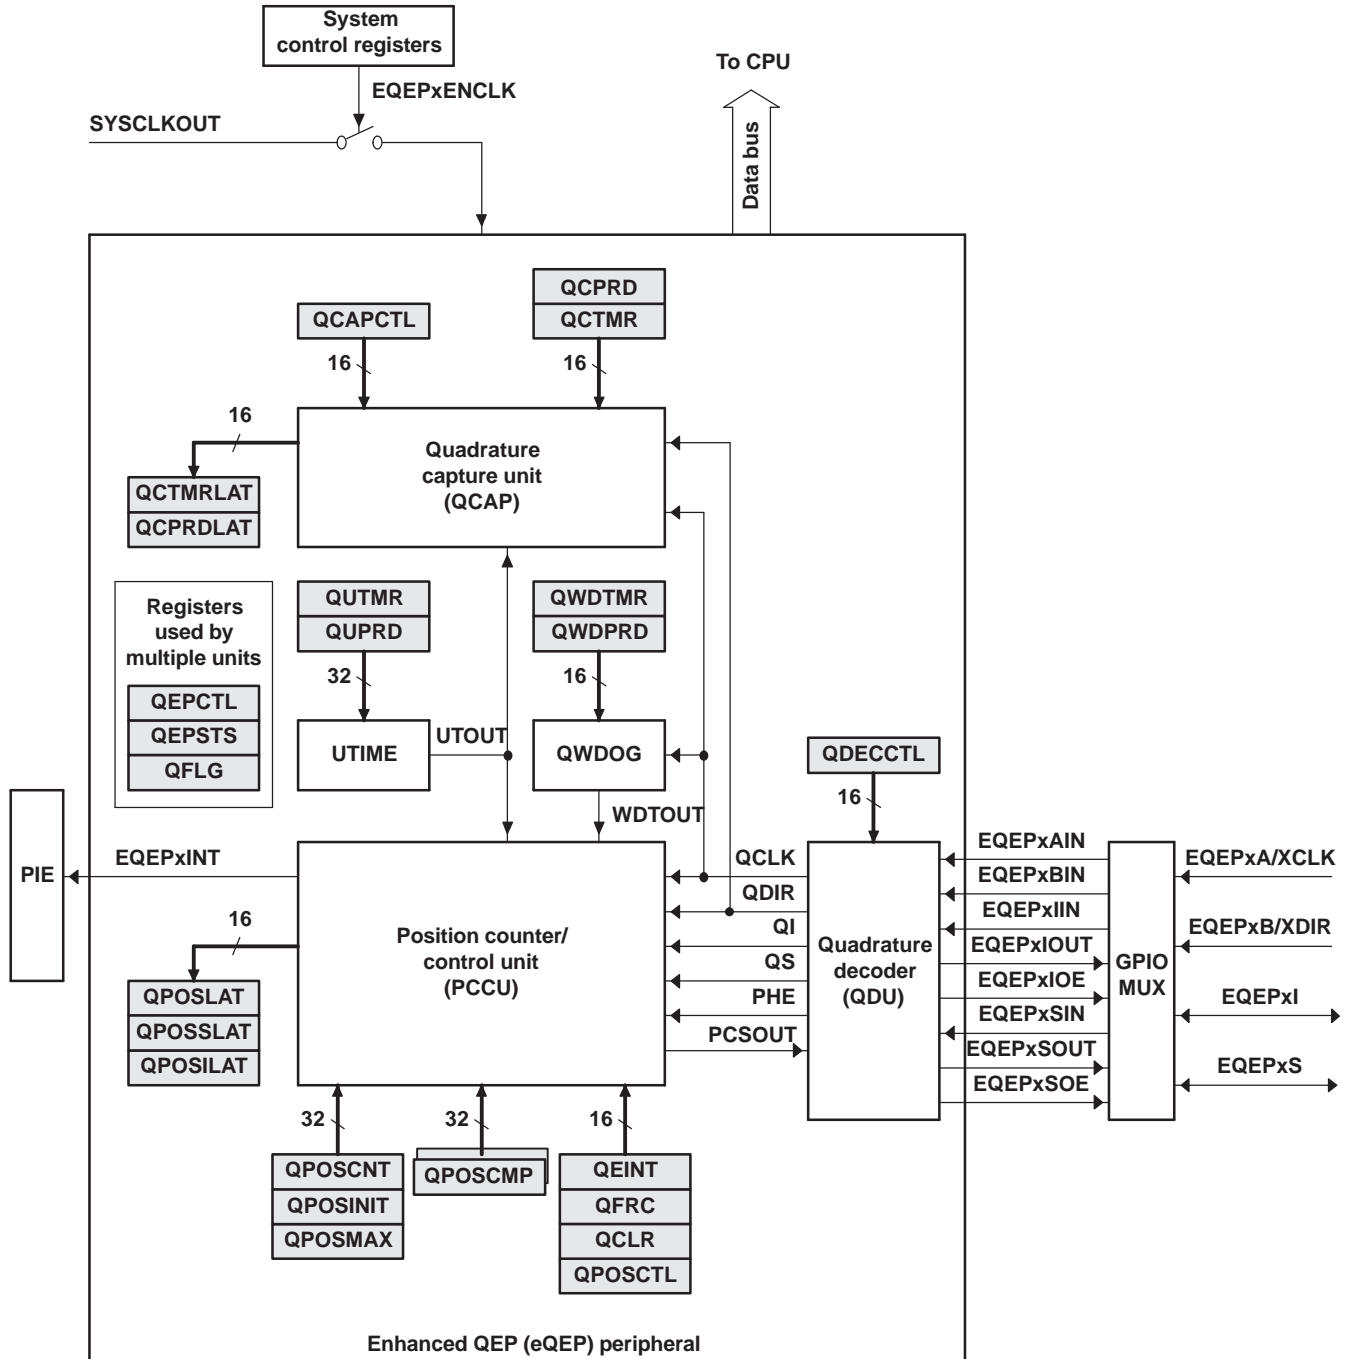 System
control registers
To CPU
EQEPxENCLK
SYSCLKOUT
Data bus
QCPRD
QCAPCTL
QCTMR
16
16
16
Quadrature
capture unit
(QCAP)
QCTMRLAT
QCPRDLAT
Registers
used by
multiple units
QEPCTL
QEPSTS
QFLG
QUTMR
QUPRD
QWDTMR
QWDPRD
32
16
UTIME
UTOUT
QWDOG
QDECCTL
WDTOUT
16
PIE
EQEPxINT
16
Position counter/
control unit
(PCCU)
QCLK
QDIR
QI
QS
PHE
PCSOUT
Quadrature
decoder
(QDU)
EQEPxAIN
EQEPxBIN
EQEPxIIN
EQEPxIOUT
EQEPxIOE
EQEPxSIN
EQEPxSOUT
EQEPxSOE
GPIO
MUX
EQEPxA/XCLK
EQEPxB/XDIR
EQEPxI
EQEPxS
QPOSLAT
QPOSSLAT
QPOSILAT
32
32
16
QPOSCNT
QPOSINIT
QPOSMAX
QPOSCMP
QEINT
QFRC
QCLR
QPOSCTL
Enhanced QEP (eQEP) peripheral